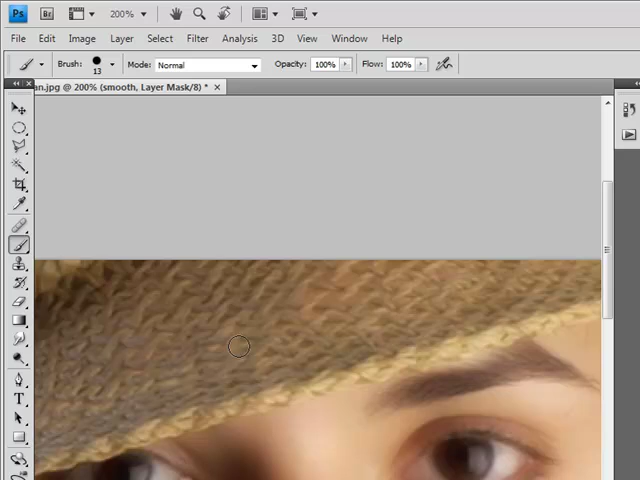 Ps Br 200%
File Edit Image Layer Select Filter Analysis 3D View Window Help
Brush: 13 Mode: Normal Opacity: 100% Flow: 100%
an.jpg @ 200% (smooth, Layer Mask/8) *
T